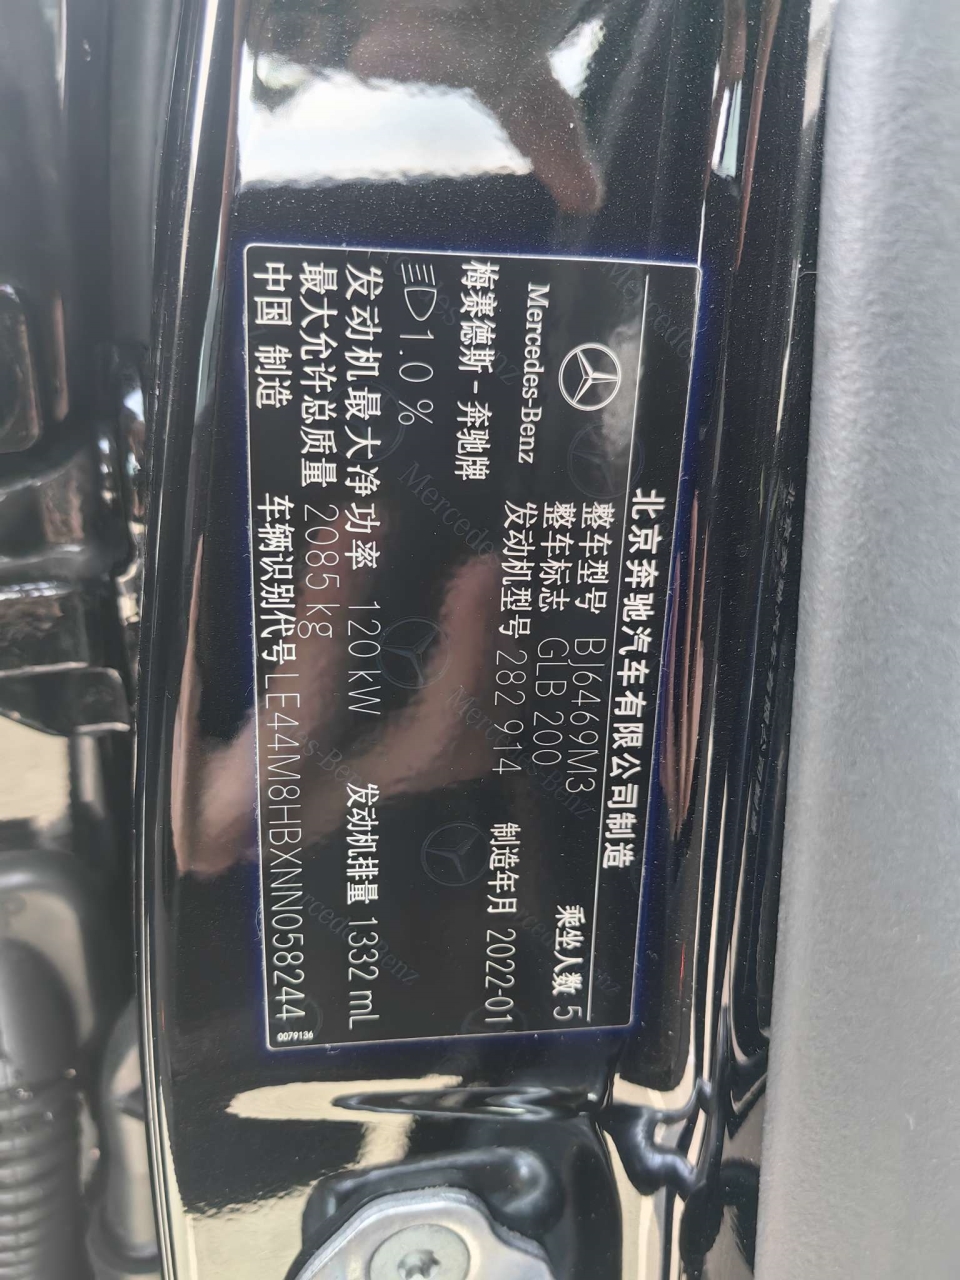 北京奔驰汽车有限公司制造
Mercedes-Benz
梅赛德斯-奔驰牌
整车型号 BJ6469M3
乘坐人数 5
整车标志 GLB 200
发动机型号 282 914
制造年月 2022-01
1.0 %
发动机最大净功率 120kW
发动机排量 1332 mL
最大允许总质量 2085 kg
中国 制造
车辆识别代号 LE44M8HBXNN058244
0079136